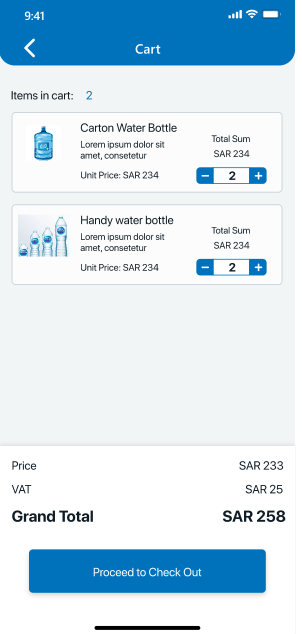 9:41
Cart
Items in cart: 2
Carton Water Bottle
Lorem ipsum dolor sit
amet, consetetur
Unit Price: SAR 234
Total Sum
SAR 234
− 2 +
Handy water bottle
Lorem ipsum dolor sit
amet, consetetur
Unit Price: SAR 234
Total Sum
SAR 234
− 2 +
Price SAR 233
VAT SAR 25
Grand Total SAR 258
Proceed to Check Out